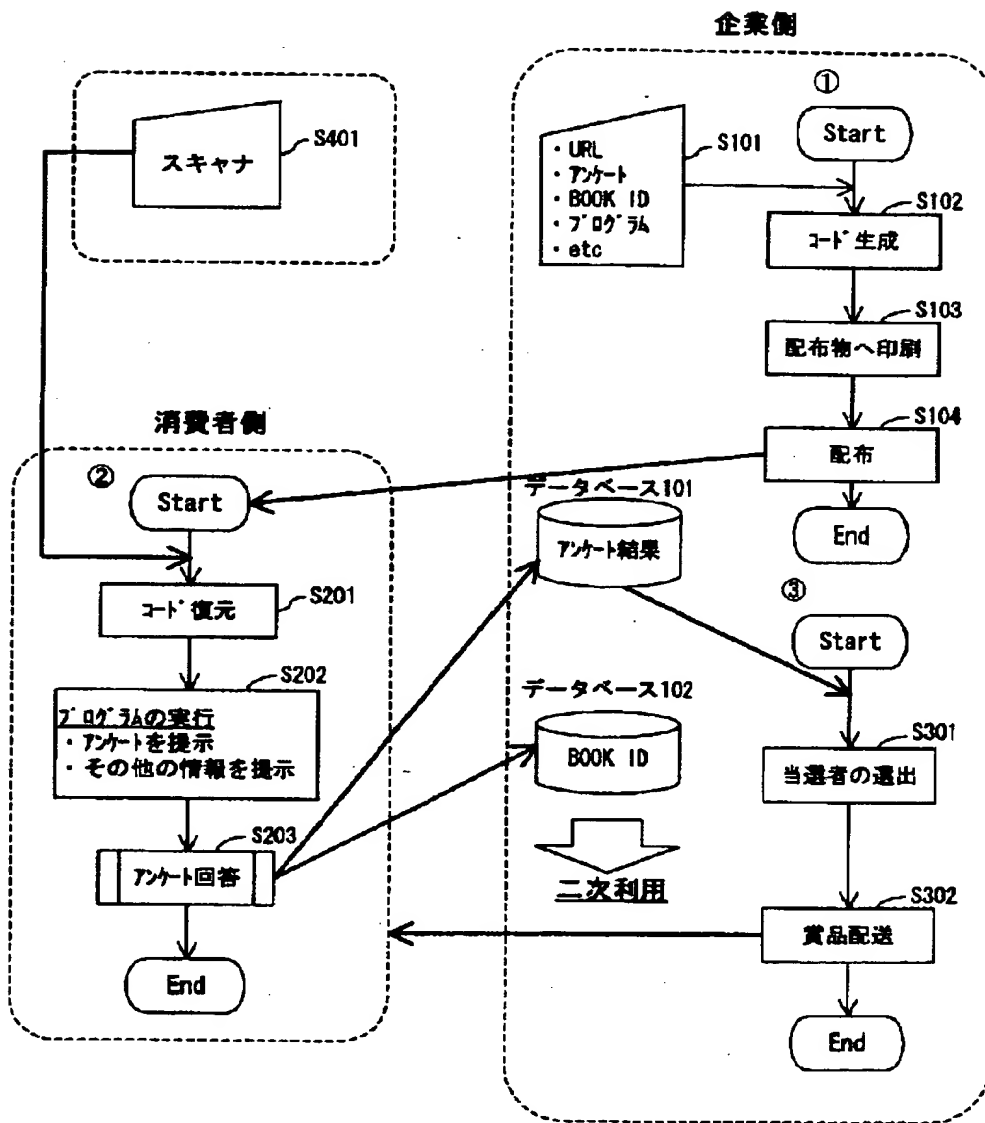 企業側
①
Start
S101
・URL
・アンケート
・BOOK ID
・プログラム
・etc
S102
コード生成
S103
配布物へ印刷
S104
配布
End
S401
スキャナ
消費者側
②
Start
S201
コード復元
S202
プログラムの実行
・アンケートを提示
・その他の情報を提示
S203
アンケート回答
End
データベース101
アンケート結果
データベース102
BOOK ID
二次利用
③
Start
S301
当選者の選出
S302
賞品配送
End